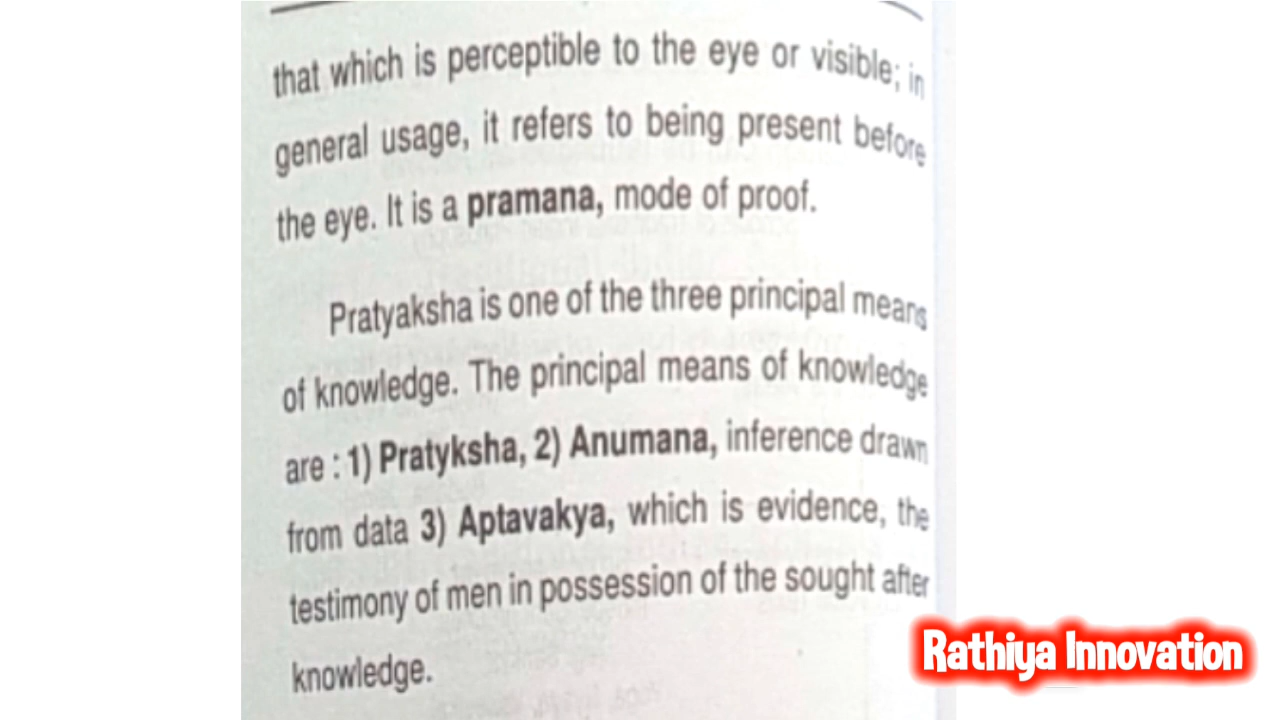 that which is perceptible to the eye or visible; in
general usage, it refers to being present before
the eye. It is a pramana, mode of proof.
Pratyaksha is one of the three principal means
of knowledge. The principal means of knowledge
are : 1) Pratyksha, 2) Anumana, inference drawn
from data 3) Aptavakya, which is evidence, the
testimony of men in possession of the sought after
knowledge.
Rathiya Innovation